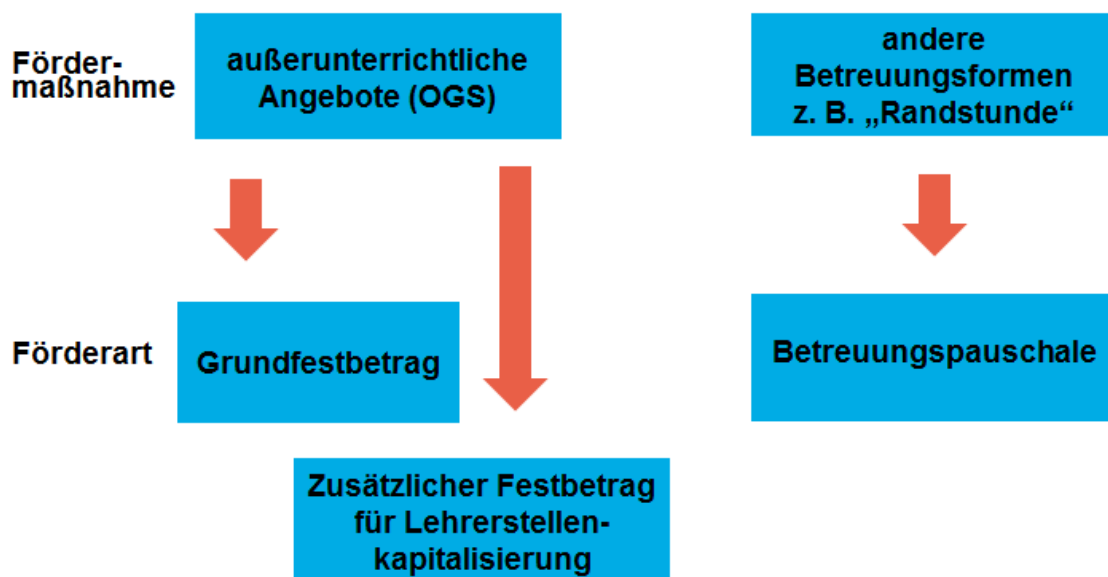 Förder-
maßnahme
außerunterrichtliche
Angebote (OGS)
andere
Betreuungsformen
z. B. „Randstunde“
Förderart
Grundfestbetrag
Betreuungspauschale
Zusätzlicher Festbetrag
für Lehrerstellen-
kapitalisierung